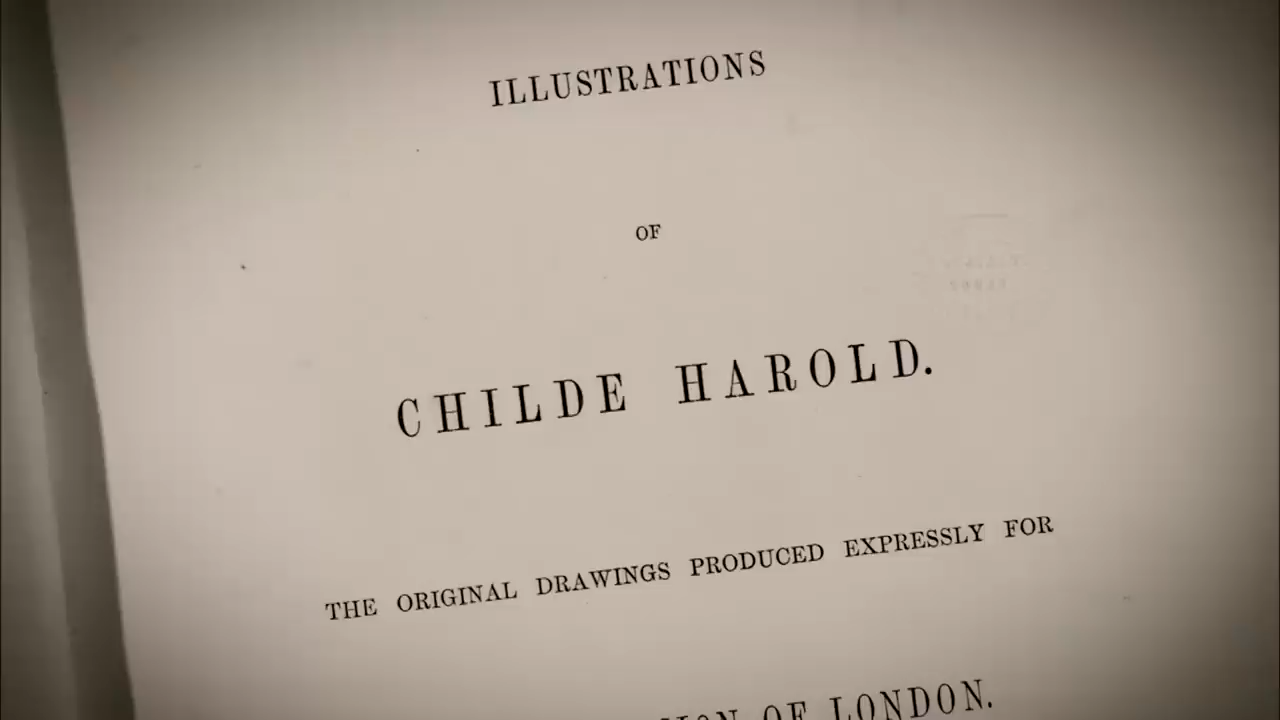 ILLUSTRATIONS
OF
CHILDE HAROLD.
THE ORIGINAL DRAWINGS PRODUCED EXPRESSLY FOR
OF LONDON.